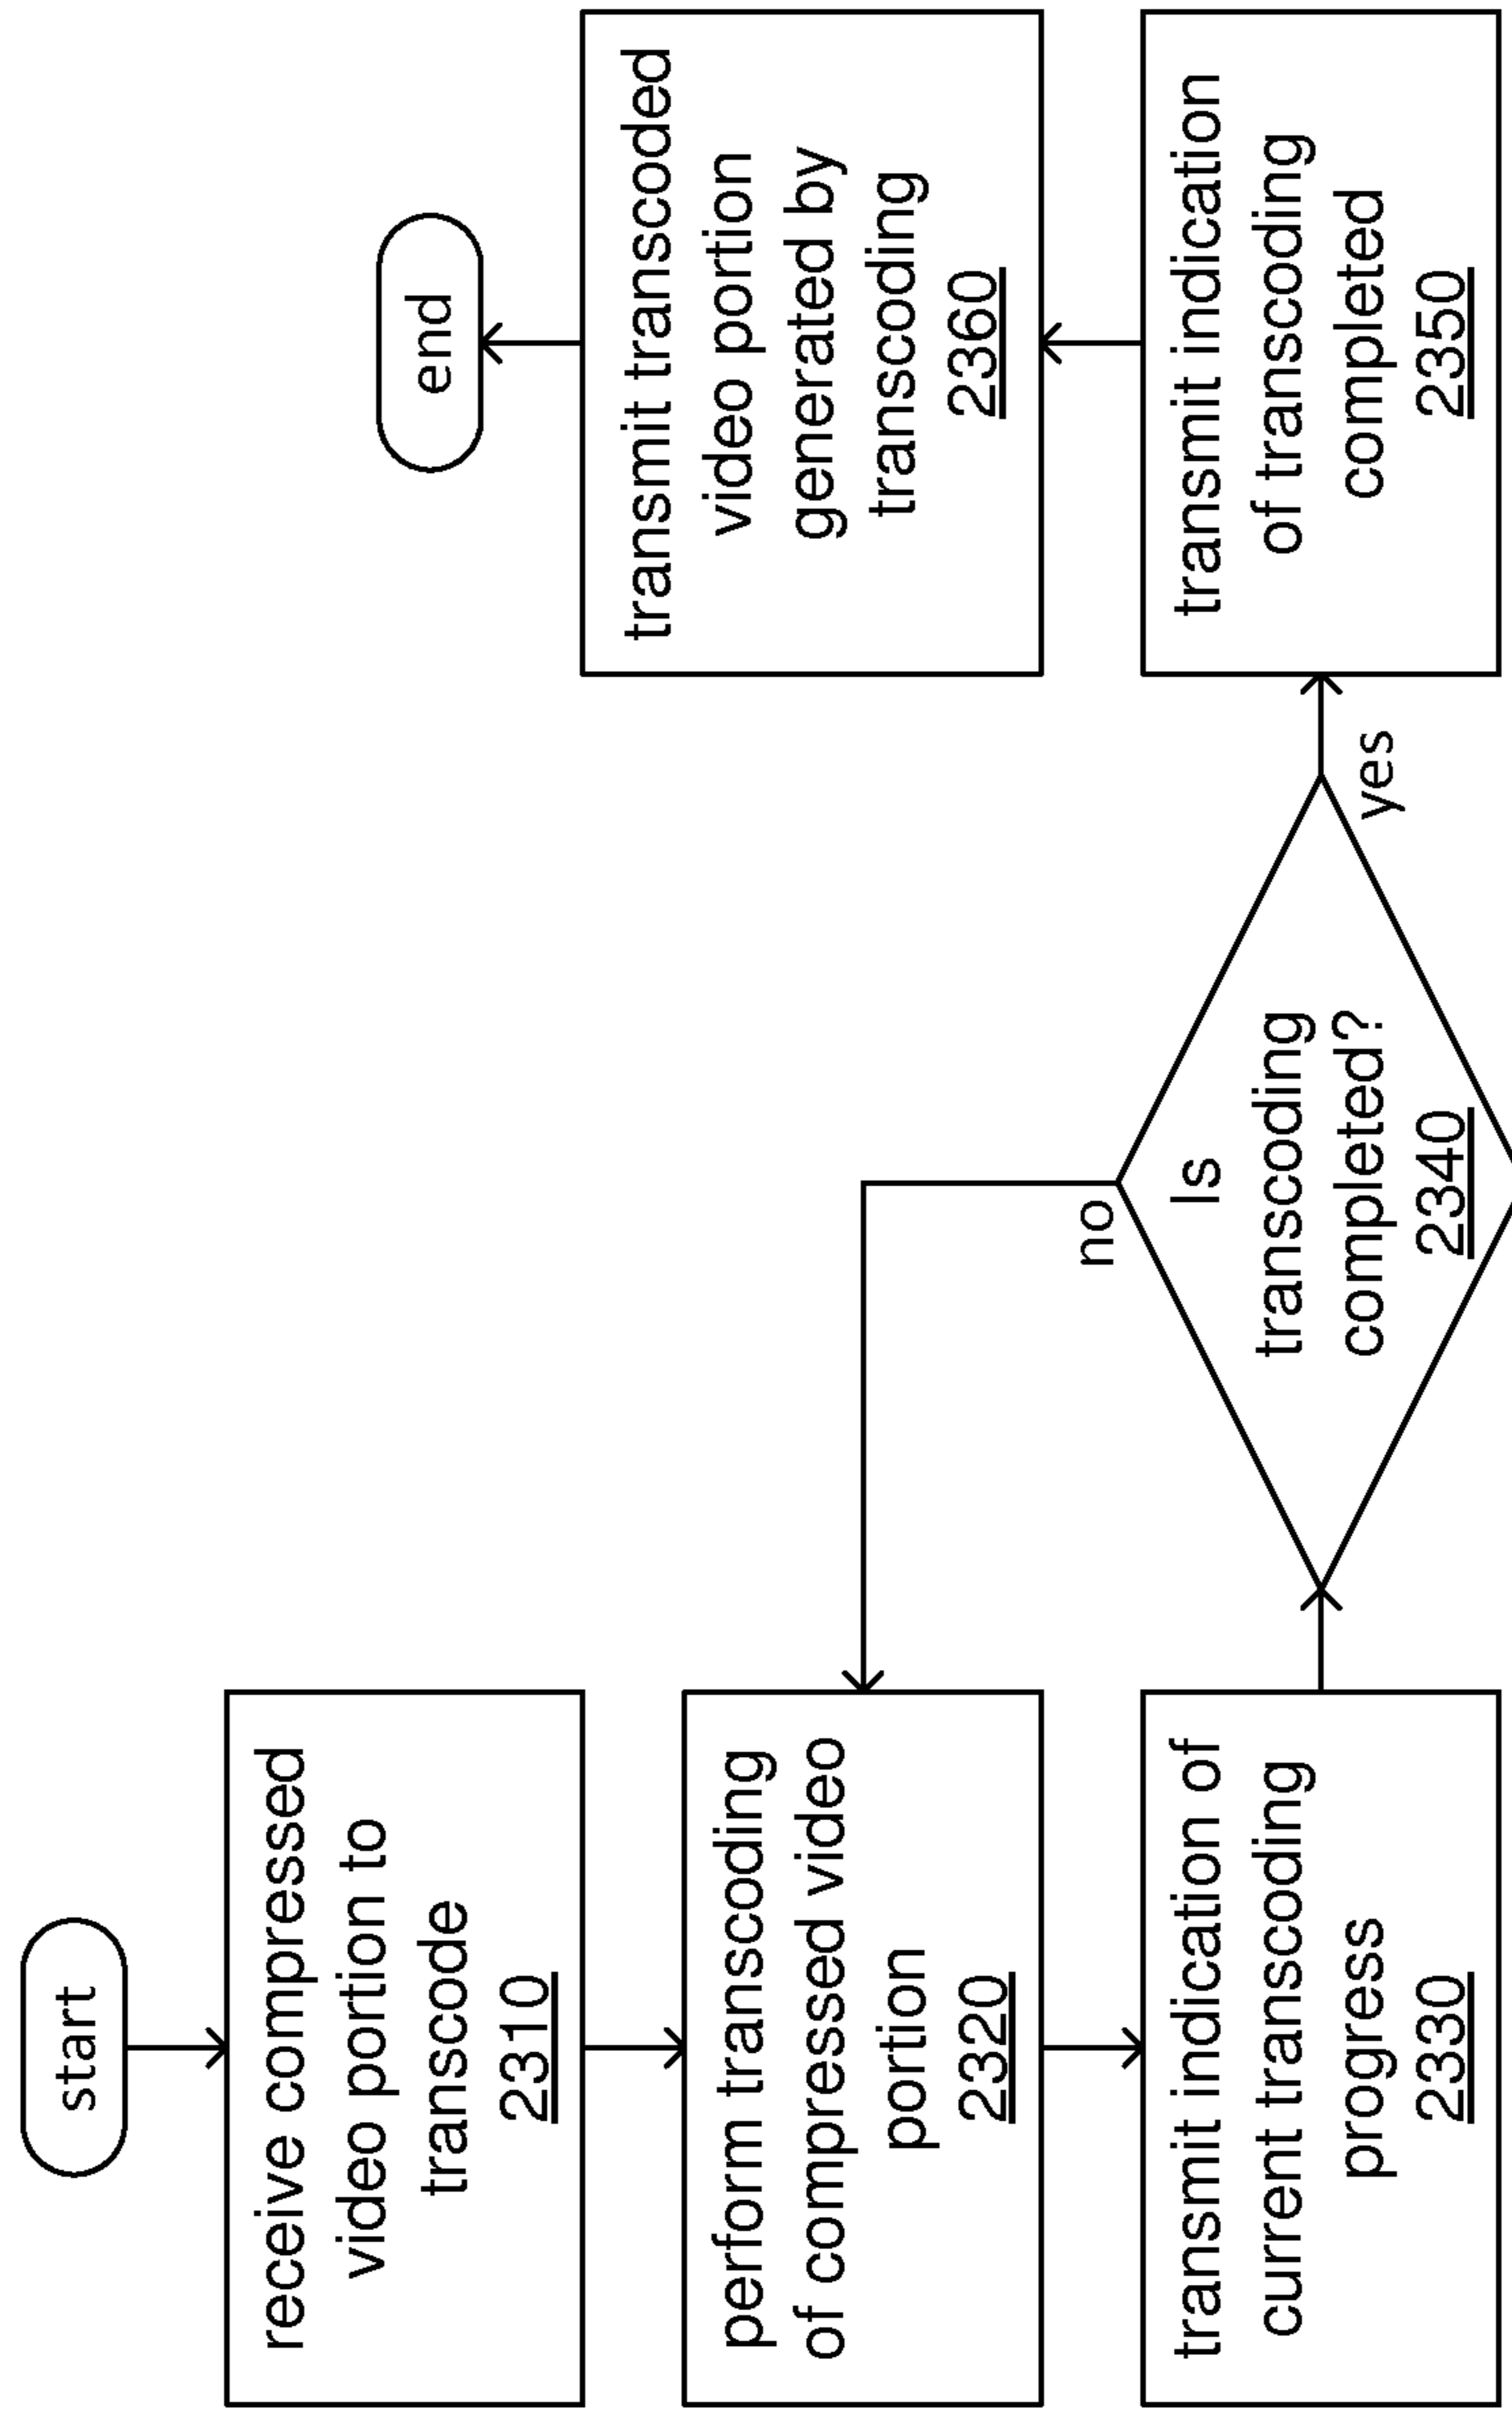 start
receive compressed
video portion to
transcode
2310
perform transcoding
of compressed video
portion
2320
transmit indication of
current transcoding
progress
2330
Is
transcoding
completed?
2340
no
yes
transmit indication
of transcoding
completed
2350
transmit transcoded
video portion
generated by
transcoding
2360
end